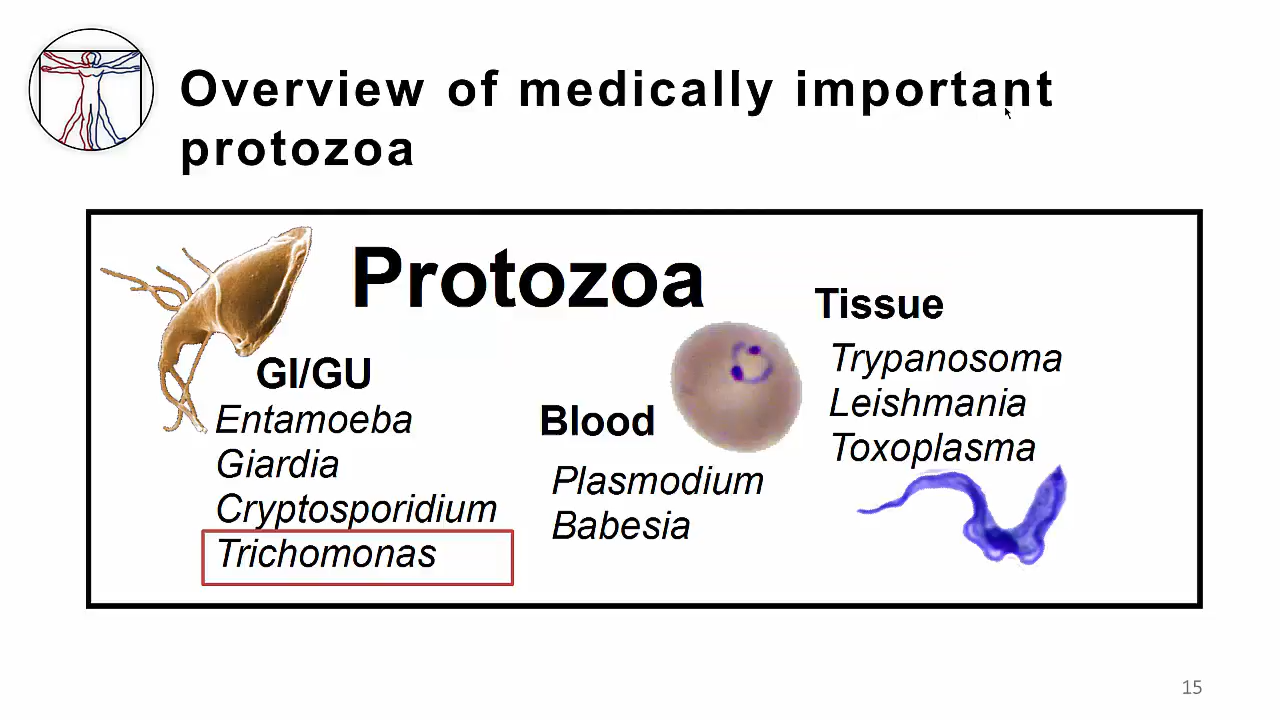 Overview of medically important
protozoa
Protozoa
GI/GU
Entamoeba
Giardia
Cryptosporidium
Trichomonas
Blood
Plasmodium
Babesia
Tissue
Trypanosoma
Leishmania
Toxoplasma
15